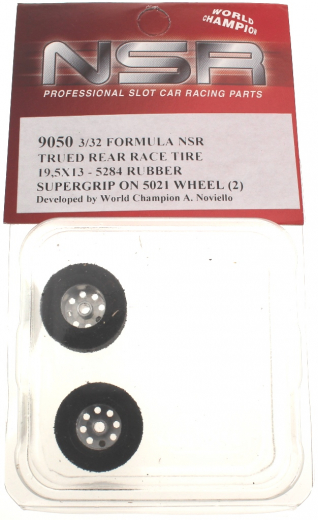 WORLD
CHAMPION
NSR
PROFESSIONAL SLOT CAR RACING PARTS
9050 3/32 FORMULA NSR
TRUED REAR RACE TIRE
19,5X13 - 5284 RUBBER
SUPERGRIP ON 5021 WHEEL (2)
Developed by World Champion A. Noviello